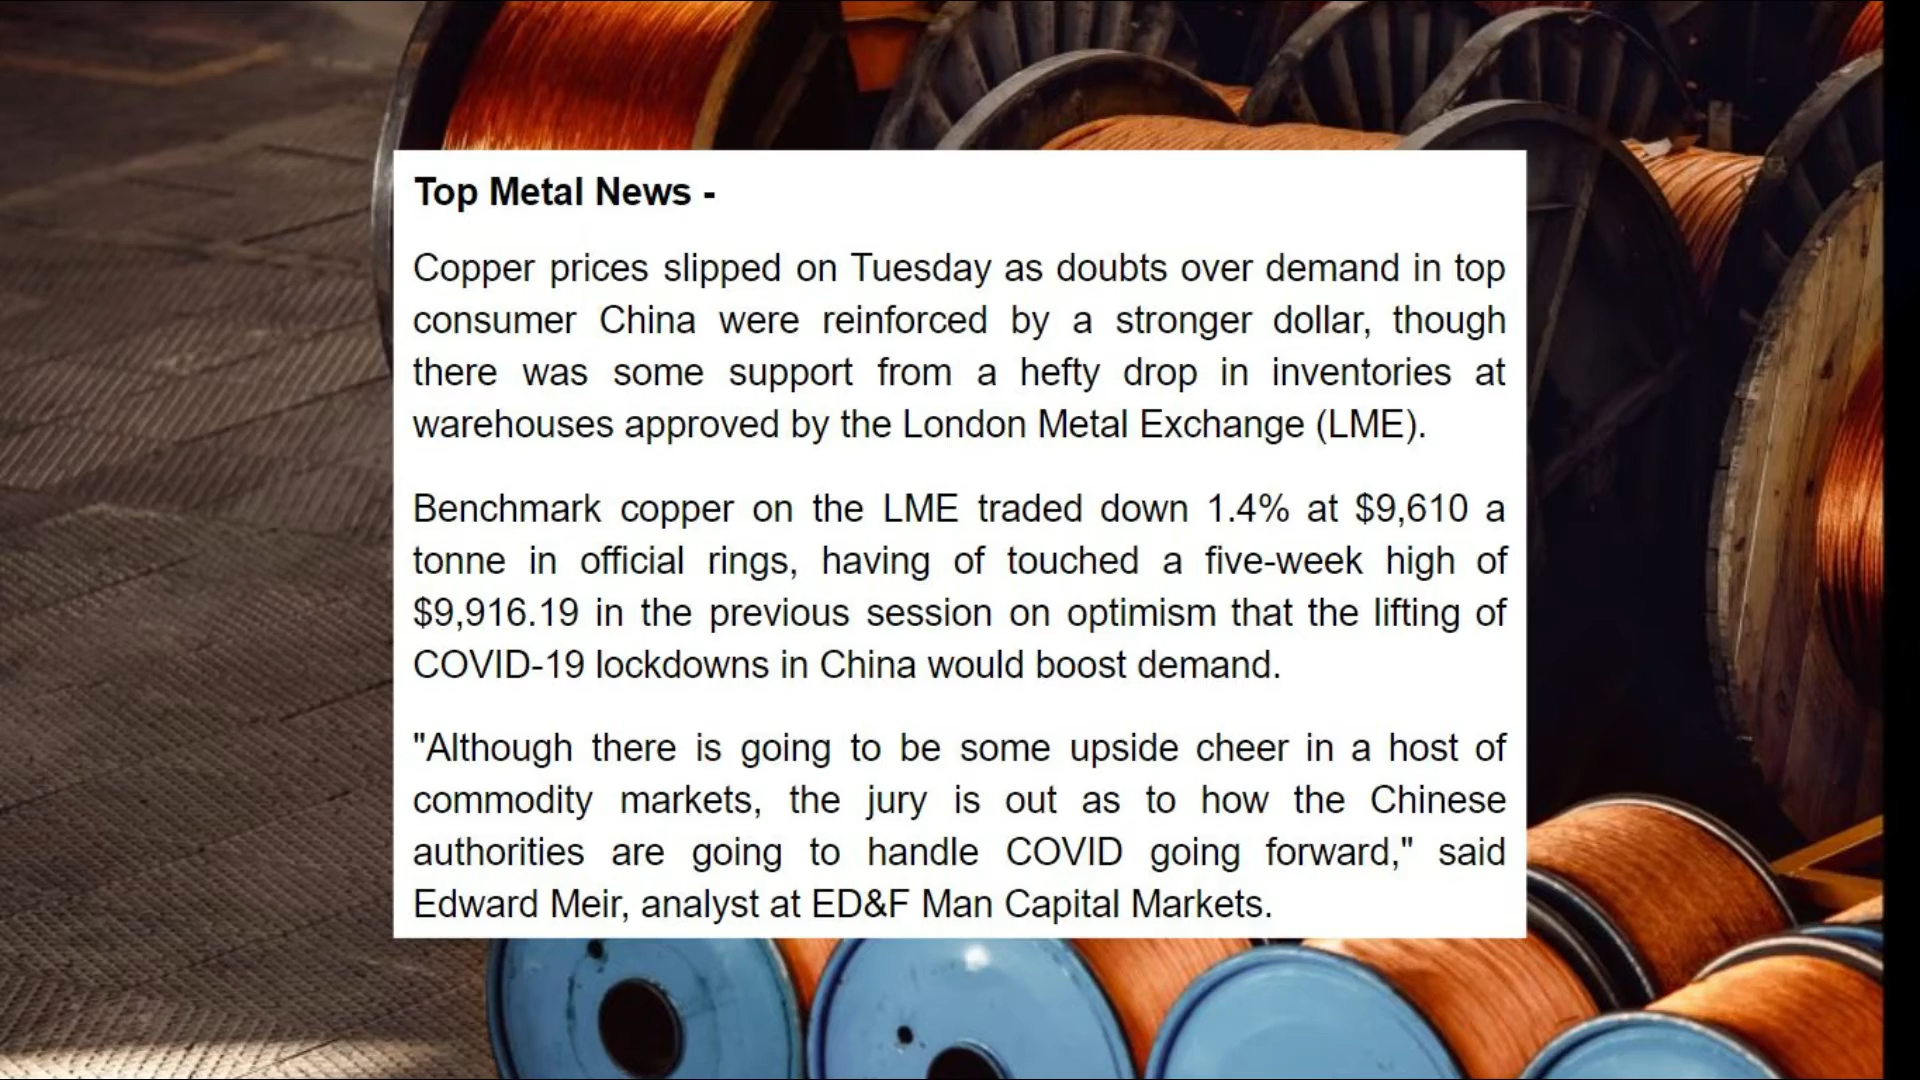 Top Metal News -
Copper prices slipped on Tuesday as doubts over demand in top
consumer China were reinforced by a stronger dollar, though
there was some support from a hefty drop in inventories at
warehouses approved by the London Metal Exchange (LME).
Benchmark copper on the LME traded down 1.4% at $9,610 a
tonne in official rings, having of touched a five-week high of
$9,916.19 in the previous session on optimism that the lifting of
COVID-19 lockdowns in China would boost demand.
"Although there is going to be some upside cheer in a host of
commodity markets, the jury is out as to how the Chinese
authorities are going to handle COVID going forward," said
Edward Meir, analyst at ED&F Man Capital Markets.